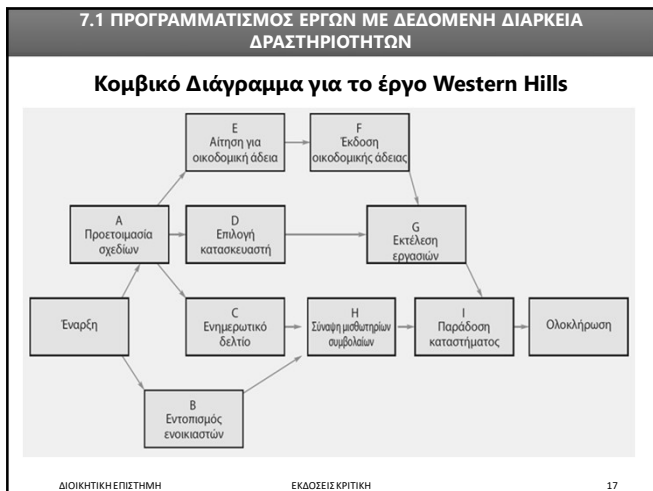 7.1 ΠΡΟΓΡΑΜΜΑΤΙΣΜΟΣ ΕΡΓΩΝ ΜΕ ΔΕΔΟΜΕΝΗ ΔΙΑΡΚΕΙΑ
ΔΡΑΣΤΗΡΙΟΤΗΤΩΝ
Κομβικό Διάγραμμα για το έργο Western Hills
E
Αίτηση για
οικοδομική άδεια
F
Έκδοση
οικοδομικής άδειας
A
Προετοιμασία
σχεδίων
D
Επιλογή
κατασκευαστή
G
Εκτέλεση
εργασιών
Έναρξη
C
Ενημερωτικό
δελτίο
H
Σύναψη μισθωτηρίων
συμβολαίων
I
Παράδοση
καταστήματος
Ολοκλήρωση
B
Εντοπισμός
ενοικιαστών
ΔΙΟΙΚΗΤΙΚΗ ΕΠΙΣΤΗΜΗ
ΕΚΔΟΣΕΙΣ ΚΡΙΤΙΚΗ
17